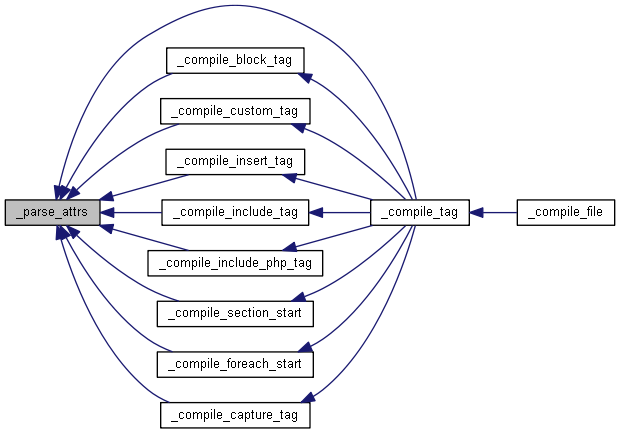 _compile_block_tag
_compile_custom_tag
_compile_insert_tag
_parse_attrs
_compile_include_tag
_compile_tag
_compile_file
_compile_include_php_tag
_compile_section_start
_compile_foreach_start
_compile_capture_tag